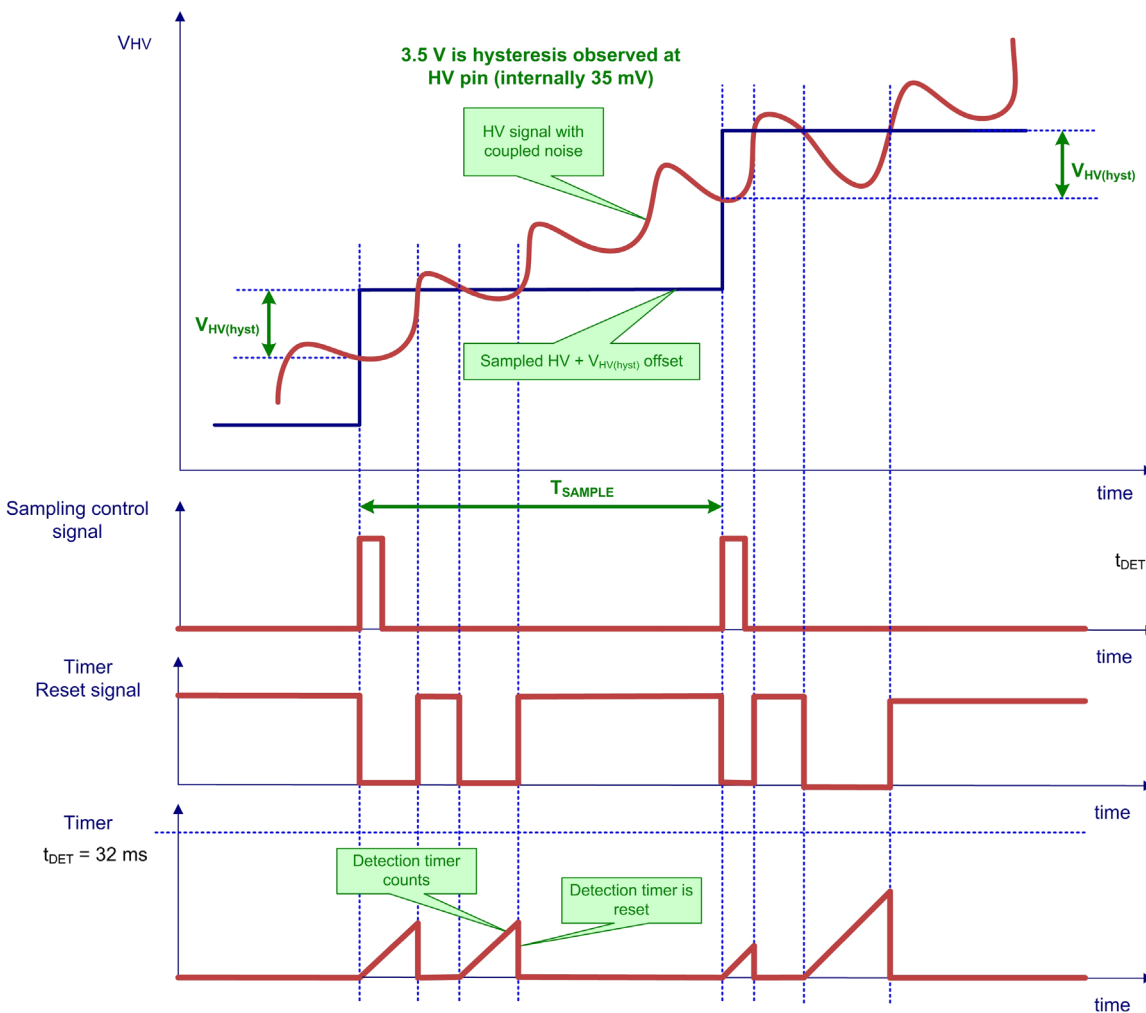 VHV
3.5 V is hysteresis observed at
HV pin (internally 35 mV)
HV signal with
coupled noise
VHV(hyst)
VHV(hyst)
Sampled HV + VHV(hyst) offset
time
TSAMPLE
Sampling control
signal
tDET
time
Timer
Reset signal
time
Timer
tDET = 32 ms
Detection timer
counts
Detection timer is
reset
time